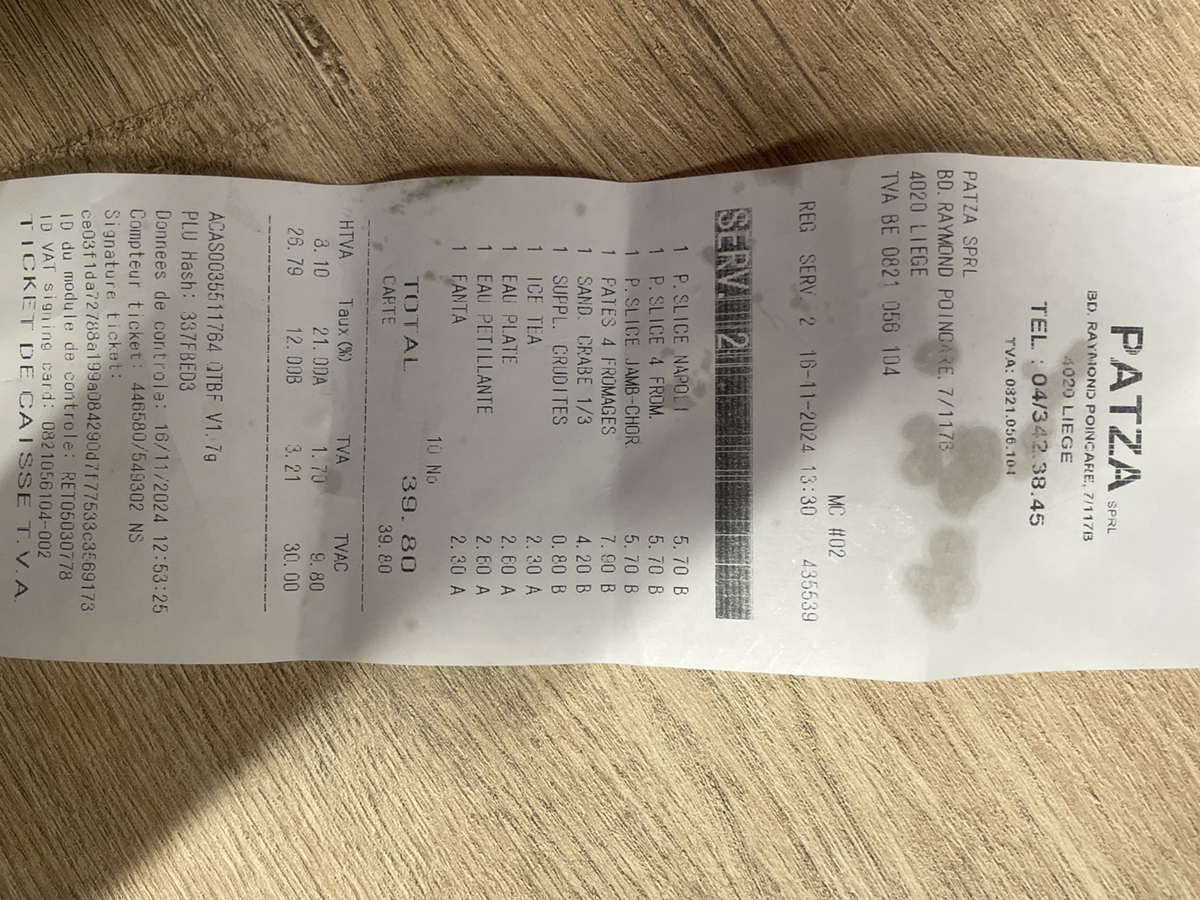 PATZA SPRL
BD. RAYMOND POINCARE, 7/117B
4020 LIEGE
TEL. : 04/342.38.45
TVA: 0821.056.104
PATZA SPRL
BD. RAYMOND POINCARE, 7/117B
4020 LIEGE
TVA BE 0821 056 104
MC #02
REG SERV 2 16-11-2024 13:30 435539
SERV. 2
1 P.SLICE NAPOLI 5.70 B
1 P.SLICE 4 FROM. 5.70 B
1 P.SLICE JAMB-CHOR 5.70 B
1 PATES 4 FROMAGES 7.90 B
1 SAND. CRABE 1/3 4.20 B
1 SUPPL. CRUDITES 0.80 B
1 ICE TEA 2.30 A
1 EAU PLATE 2.60 A
1 EAU PETILLANTE 2.60 A
1 FANTA 2.30 A
10 No
TOTAL 39.80
CARTE 39.80
HTVA Taux(%) TVA TVAC
8.10 21.00A 1.70 9.80
26.79 12.00B 3.21 30.00
ACAS0035511764 QTBF V1.7g
PLU Hash: 337FBED3
Donnees de controle: 16/11/2024 12:53:25
Compteur ticket: 446580/549302 NS
Signature ticket:
ce03f1da72788a199a084290d7f77533c3569173
ID du module de controle: RET05030778
ID VAT signing card: 0821056104-002
TICKET DE CAISSE T.V.A.